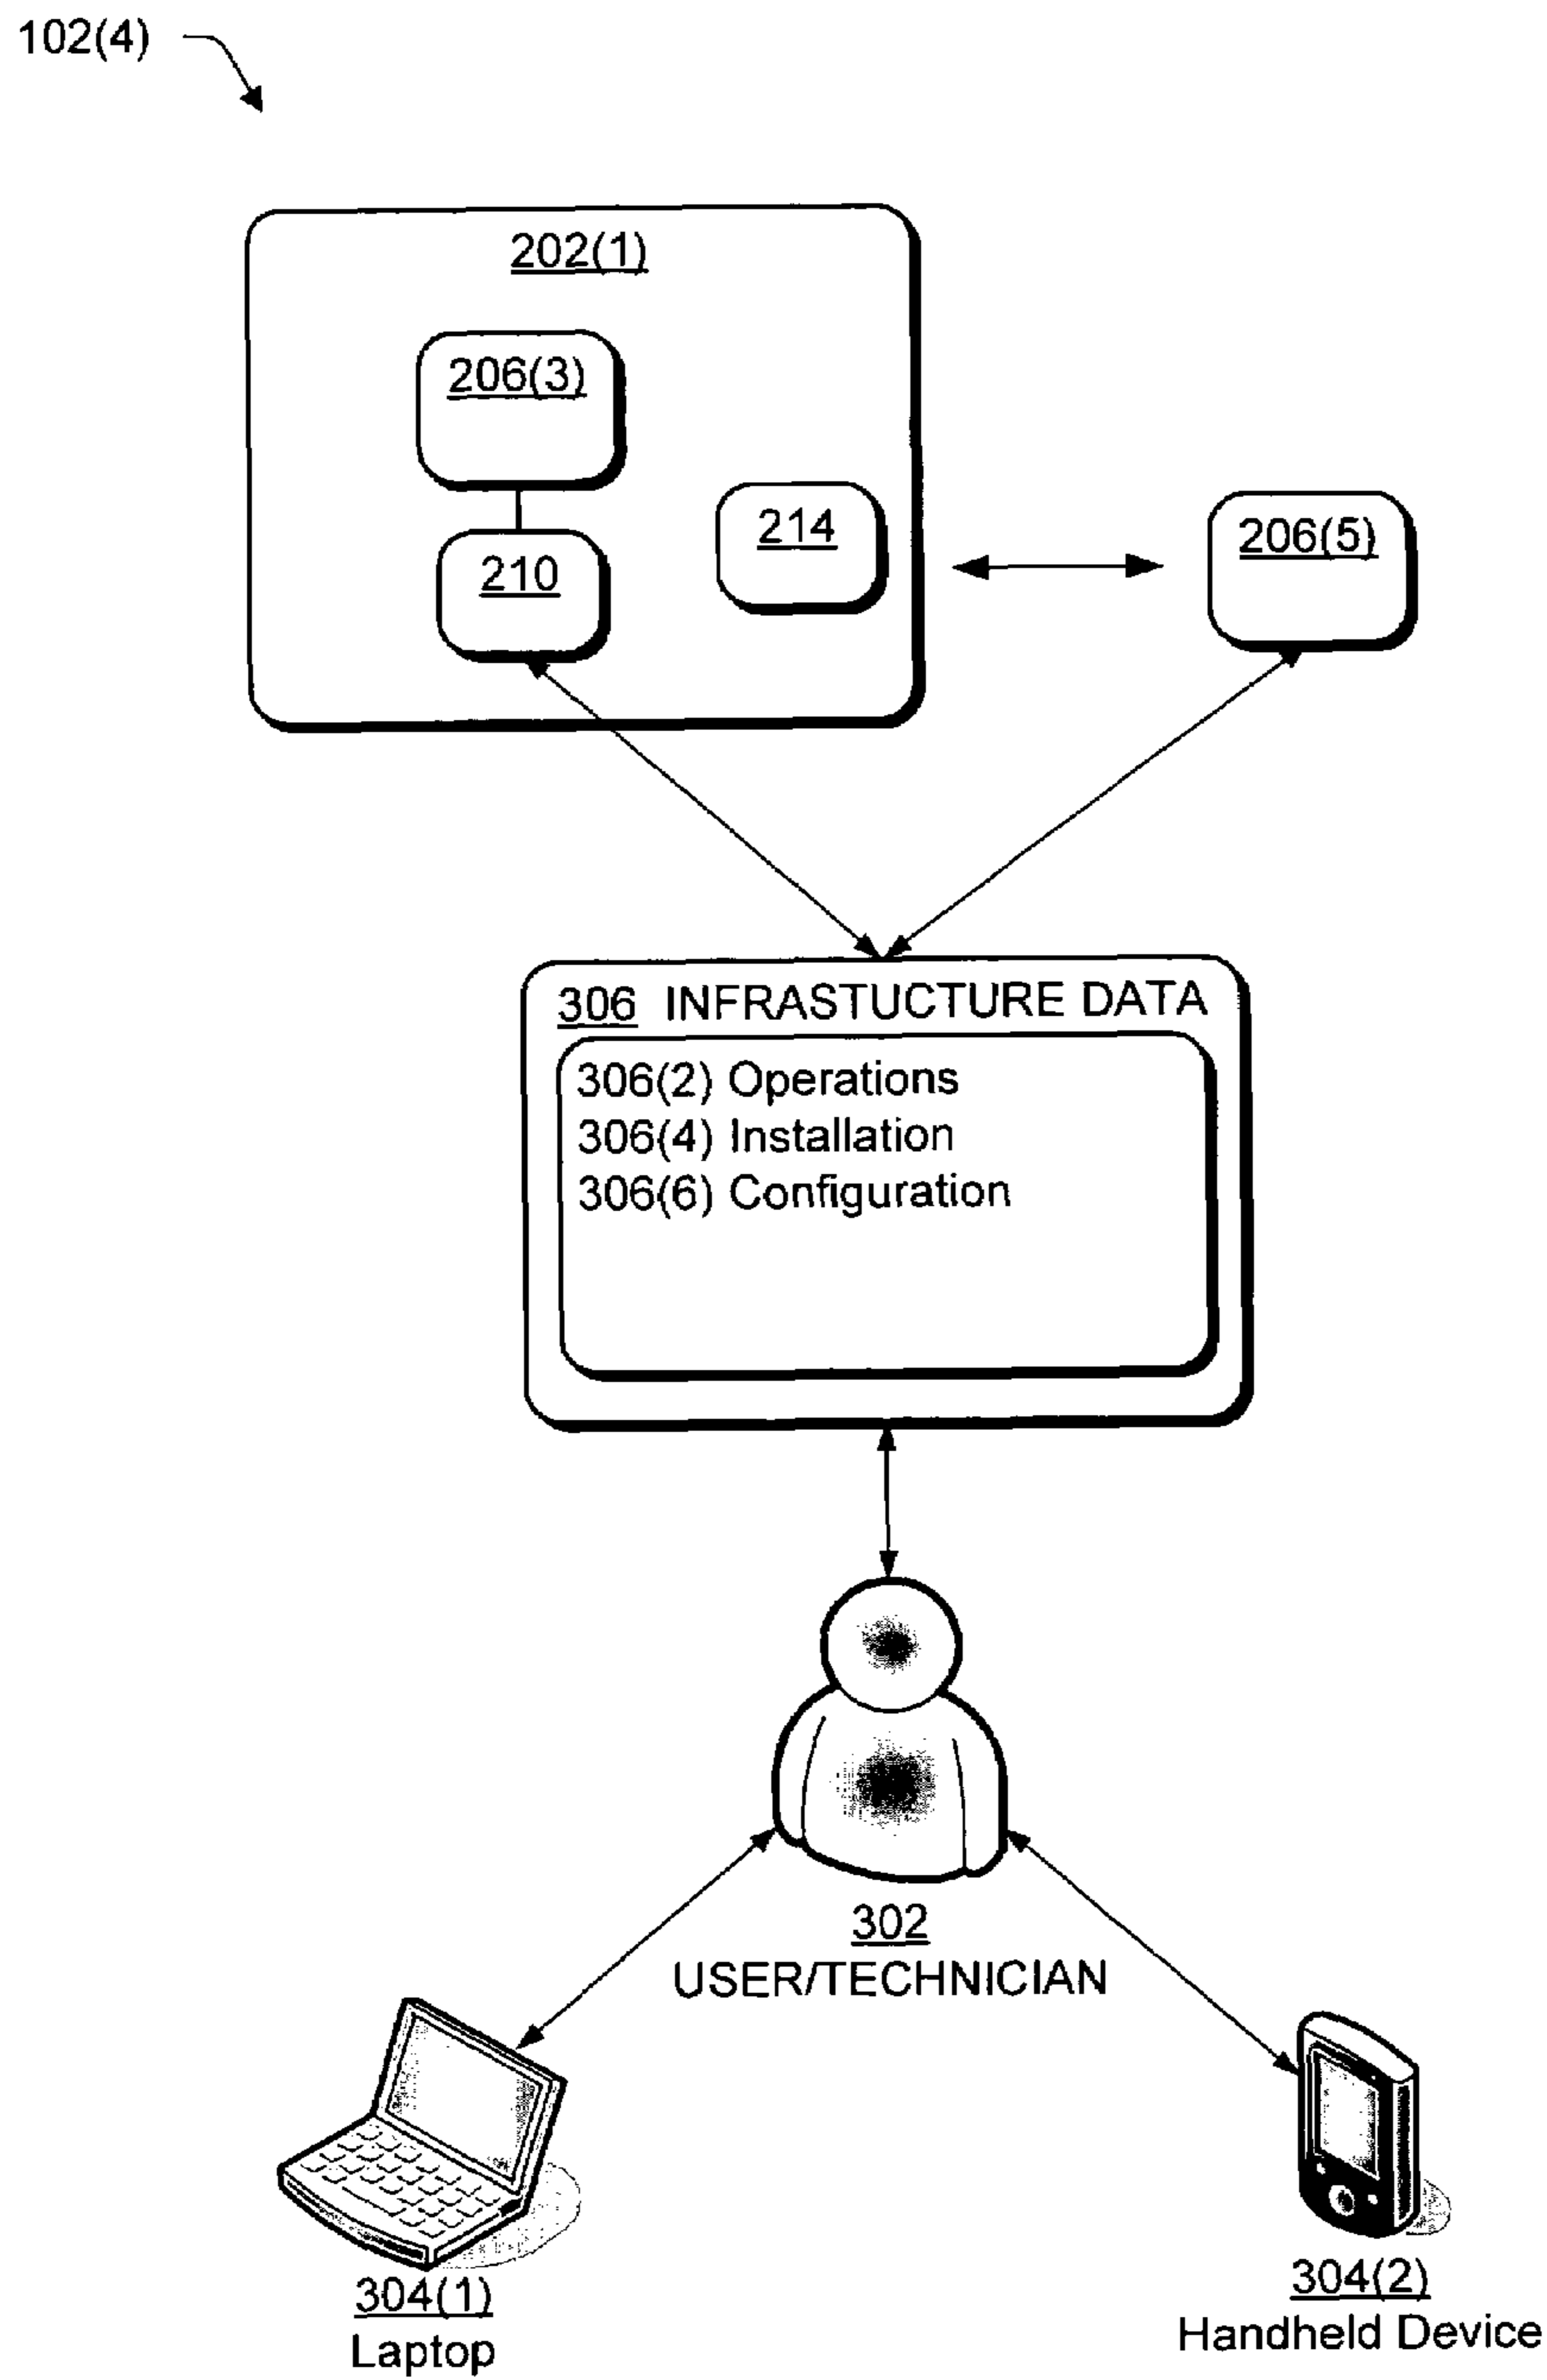 102(4)
202(1)
206(3)
214
206(5)
210
306 INFRASTUCTURE DATA
306(2) Operations
306(4) Installation
306(6) Configuration
302
USER/TECHNICIAN
304(1)
Laptop
304(2)
Handheld Device